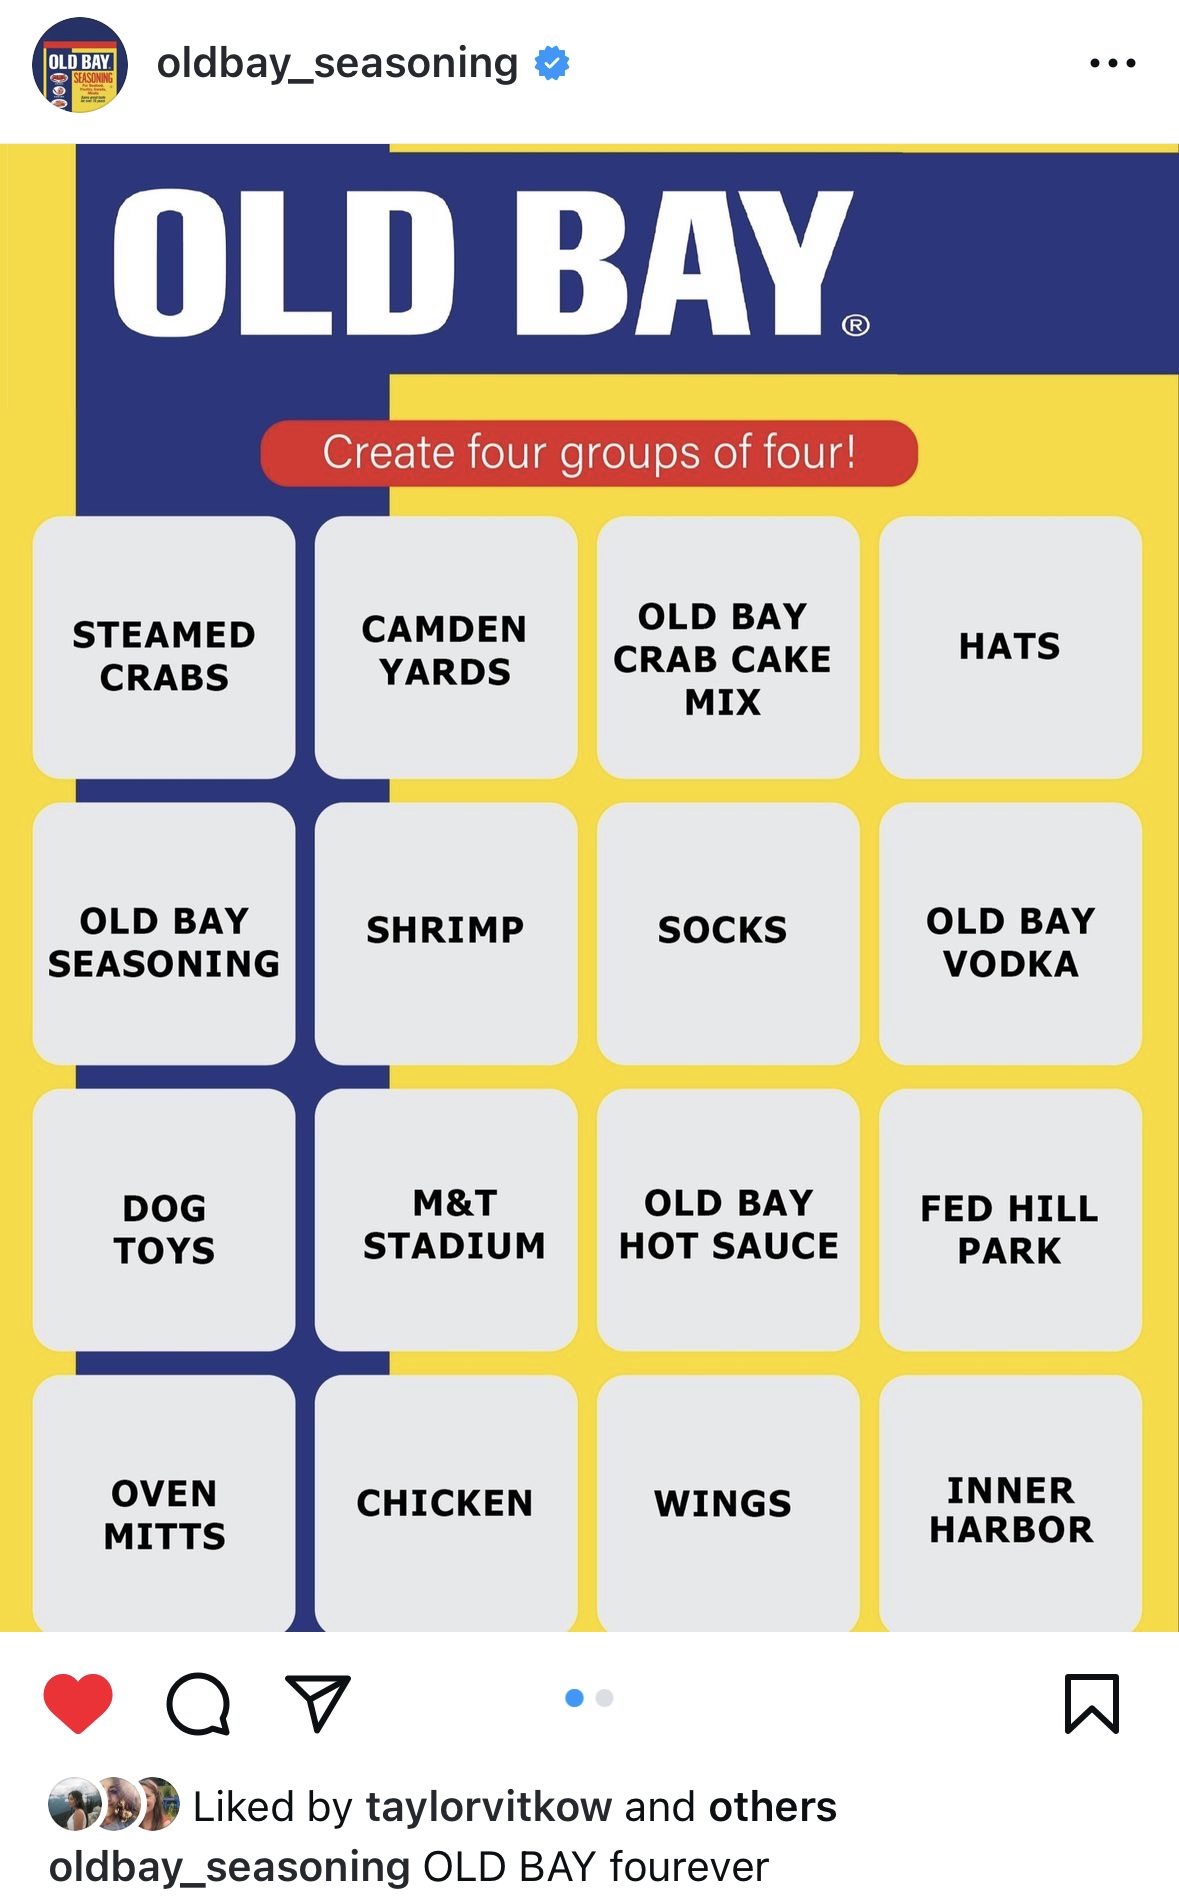 OLD BAY
SEASONING
oldbay_seasoning
OLD BAY®
Create four groups of four!
STEAMED
CRABS
CAMDEN
YARDS
OLD BAY
CRAB CAKE
MIX
HATS
OLD BAY
SEASONING
SHRIMP
SOCKS
OLD BAY
VODKA
DOG
TOYS
M&T
STADIUM
OLD BAY
HOT SAUCE
FED HILL
PARK
OVEN
MITTS
CHICKEN
WINGS
INNER
HARBOR
Liked by taylorvitkow and others
oldbay_seasoning OLD BAY fourever